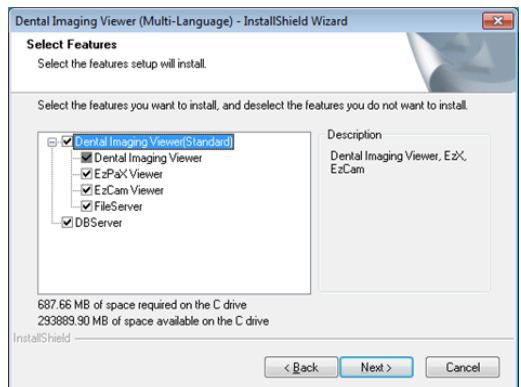 Dental Imaging Viewer (Multi-Language) - InstallShield Wizard
Select Features
Select the features setup will install.
Select the features you want to install, and deselect the features you do not want to install.
Dental Imaging Viewer(Standard)
Dental Imaging Viewer
EzPaX Viewer
EzCam Viewer
FileServer
DBServer
Description
Dental Imaging Viewer, EzX,
EzCam
687.66 MB of space required on the C drive
293889.90 MB of space available on the C drive
InstallShield
< Back
Next >
Cancel